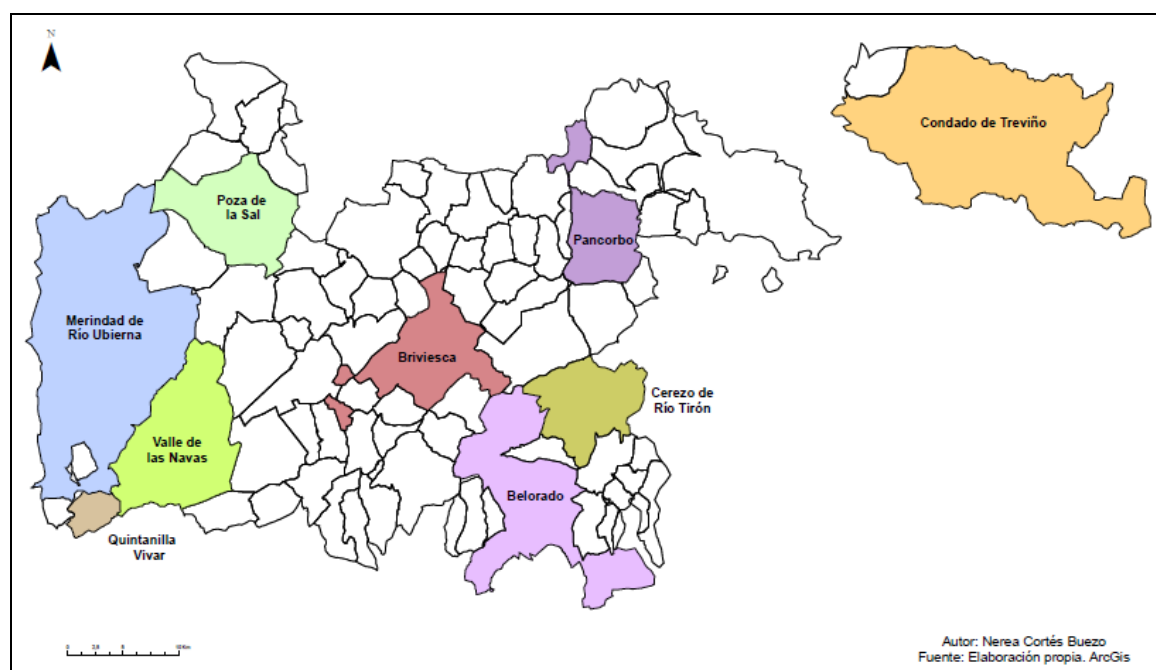 N
Condado de Treviño
Poza de
la Sal
Pancorbo
Merindad de
Río Ubierna
Briviesca
Cerezo de
Río Tirón
Valle de
las Navas
Belorado
Quintanilla
Vivar
Autor: Nerea Cortés Buezo
Fuente: Elaboración propia. ArcGis